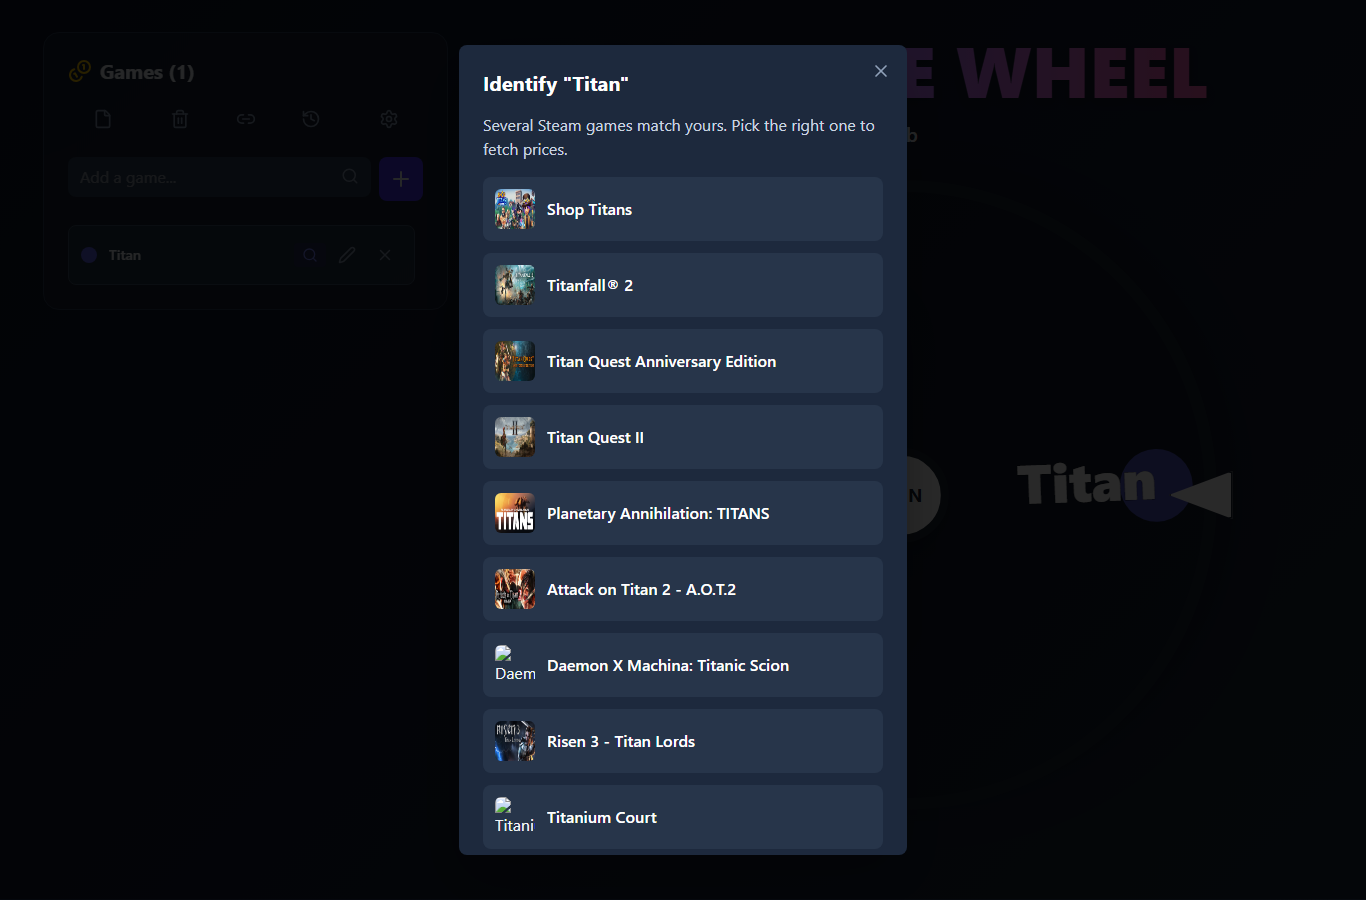 Games (1)
Add a game...
Titan
E WHEEL
b
Identify "Titan"
Several Steam games match yours. Pick the right one to
fetch prices.
Shop Titans
Titanfall® 2
Titan Quest Anniversary Edition
Titan Quest II
Planetary Annihilation: TITANS
TITANS
Attack on Titan 2 - A.O.T.2
Daem
Daemon X Machina: Titanic Scion
Risen 3 - Titan Lords
Titani
Titanium Court
N
Titan